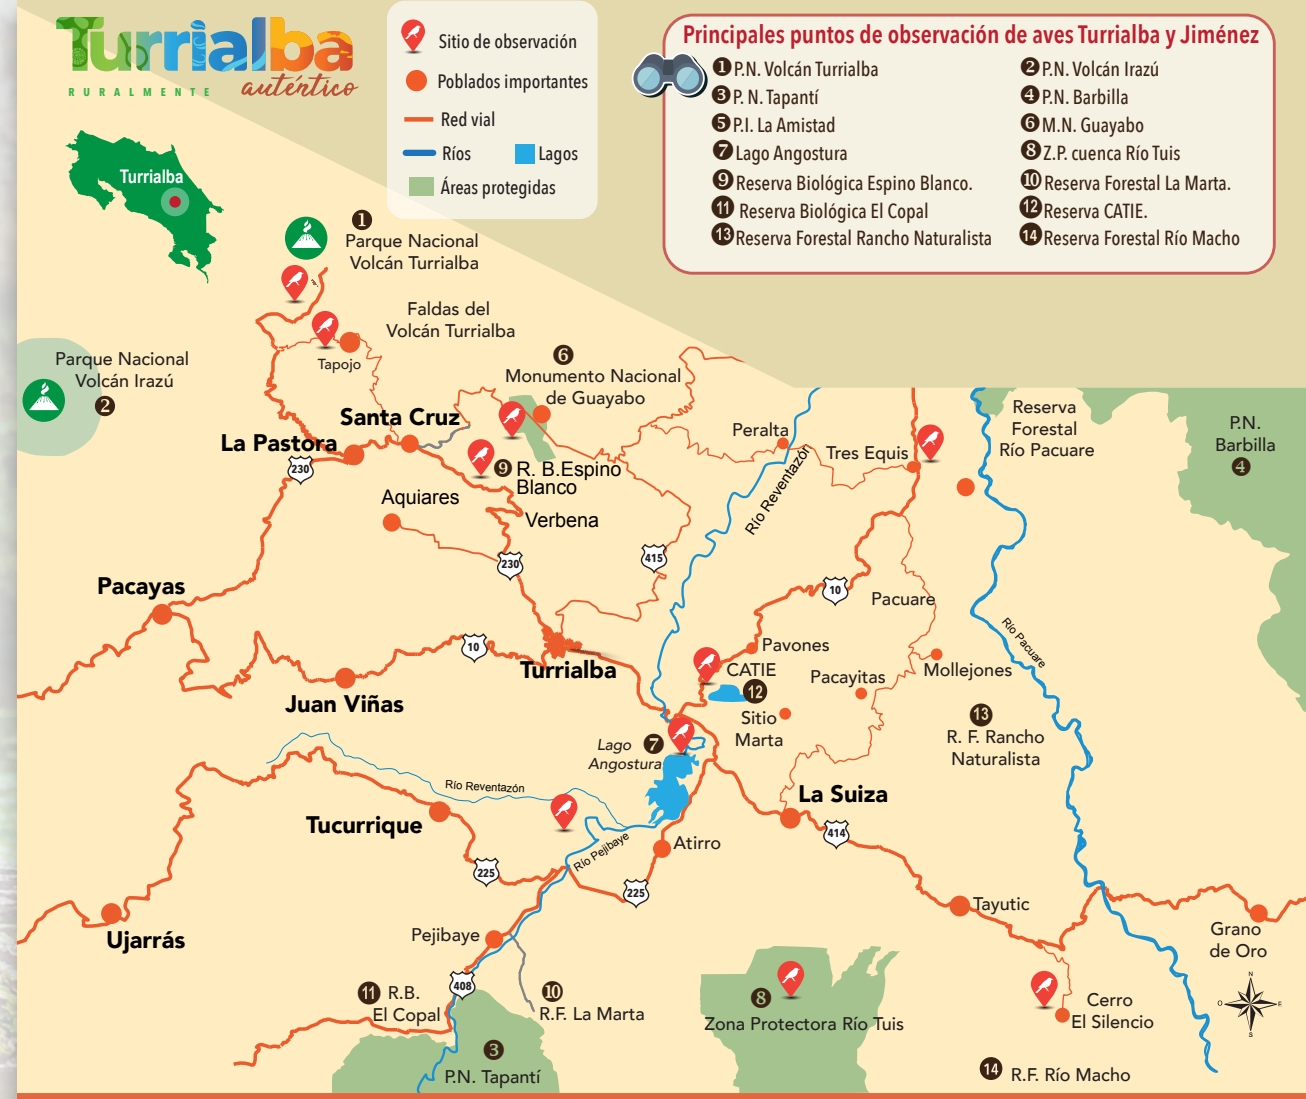 Turrialba
RURALMENTE auténtico
Sitio de observación
Poblados importantes
Red vial
Ríos
Lagos
Áreas protegidas
Principales puntos de observación de aves Turrialba y Jiménez
1 P.N. Volcán Turrialba
2 P.N. Volcán Irazú
3 P. N. Tapantí
4 P.N. Barbilla
5 P.I. La Amistad
6 M.N. Guayabo
7 Lago Angostura
8 Z.P. cuenca Río Tuis
9 Reserva Biológica Espino Blanco.
10 Reserva Forestal La Marta.
11 Reserva Biológica El Copal
12 Reserva CATIE.
13 Reserva Forestal Rancho Naturalista
14 Reserva Forestal Río Macho
Turrialba
1
Parque Nacional
Volcán Turrialba
Faldas del
Volcán Turrialba
Tapojo
Parque Nacional
Volcán Irazú
2
6
Monumento Nacional
de Guayabo
Santa Cruz
La Pastora
230
9 R. B.Espino
Blanco
Aquiares
Verbena
230
415
Peralta
Río Reventazón
Tres Equis
Reserva
Forestal
Río Pacuare
P.N.
Barbilla
4
Pacayas
10
Pacuare
Río Pacuare
10
Turrialba
Juan Viñas
Pavones
CATIE
12
Pacayitas
Mollejones
Sitio
Marta
13
R. F. Rancho
Naturalista
Lago
Angostura
7
Río Reventazón
La Suiza
414
Tucurrique
Río Pejibaye
Atirro
225
225
Tayutic
Ujarrás
Pejibaye
Grano
de Oro
408
11 R.B.
El Copal
10
R.F. La Marta
8
Zona Protectora Río Tuis
Cerro
El Silencio
N
O
E
S
3
P.N. Tapantí
14 R.F. Río Macho